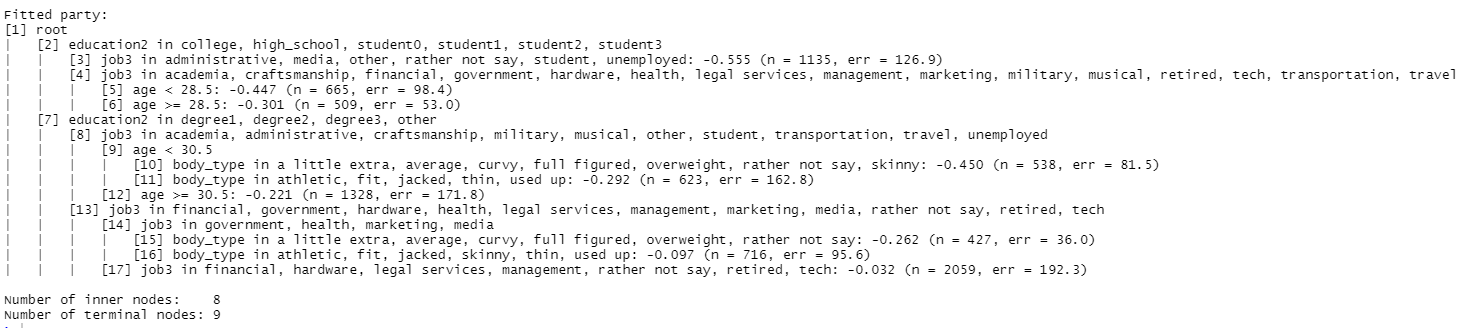 Fitted party:
[1] root
|   [2] education2 in college, high_school, student0, student1, student2, student3
|   |   [3] job3 in administrative, media, other, rather not say, student, unemployed: -0.555 (n = 1135, err = 126.9)
|   |   [4] job3 in academia, craftsmanship, financial, government, hardware, health, legal services, management, marketing, military, musical, retired, tech, transportation, travel
|   |   |   [5] age < 28.5: -0.447 (n = 665, err = 98.4)
|   |   |   [6] age >= 28.5: -0.301 (n = 509, err = 53.0)
|   [7] education2 in degree1, degree2, degree3, other
|   |   [8] job3 in academia, administrative, craftsmanship, military, musical, other, student, transportation, travel, unemployed
|   |   |   [9] age < 30.5
|   |   |   |   [10] body_type in a little extra, average, curvy, full figured, overweight, rather not say, skinny: -0.450 (n = 538, err = 81.5)
|   |   |   |   [11] body_type in athletic, fit, jacked, thin, used up: -0.292 (n = 623, err = 162.8)
|   |   |   [12] age >= 30.5: -0.221 (n = 1328, err = 171.8)
|   |   [13] job3 in financial, government, hardware, health, legal services, management, marketing, media, rather not say, retired, tech
|   |   |   [14] job3 in government, health, marketing, media
|   |   |   |   [15] body_type in a little extra, average, curvy, full figured, overweight, rather not say: -0.262 (n = 427, err = 36.0)
|   |   |   |   [16] body_type in athletic, fit, jacked, skinny, thin, used up: -0.097 (n = 716, err = 95.6)
|   |   |   [17] job3 in financial, hardware, legal services, management, rather not say, retired, tech: -0.032 (n = 2059, err = 192.3)
Number of inner nodes:    8
Number of terminal nodes: 9